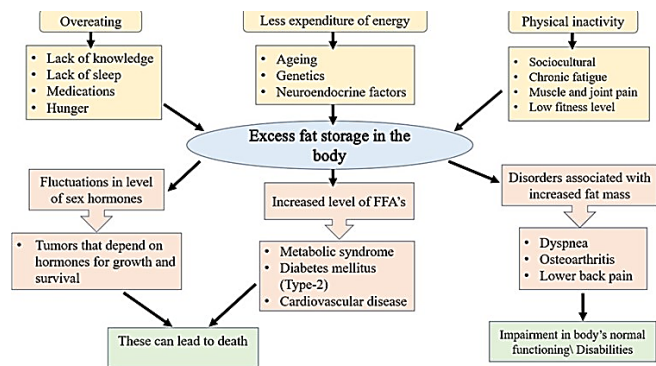 Overeating
Less expenditure of energy
Physical inactivity
• Lack of knowledge
• Lack of sleep
• Medications
• Hunger
• Ageing
• Genetics
• Neuroendocrine factors
• Sociocultural
• Chronic fatigue
• Muscle and joint pain
• Low fitness level
Excess fat storage in the
body
Fluctuations in level
of sex hormones
Increased level of FFA's
Disorders associated with
increased fat mass
• Tumors that depend on
hormones for growth and
survival
• Metabolic syndrome
• Diabetes mellitus
(Type-2)
• Cardiovascular disease
• Dyspnea
• Osteoarthritis
• Lower back pain
These can lead to death
Impairment in body's normal
functioning\ Disabilities